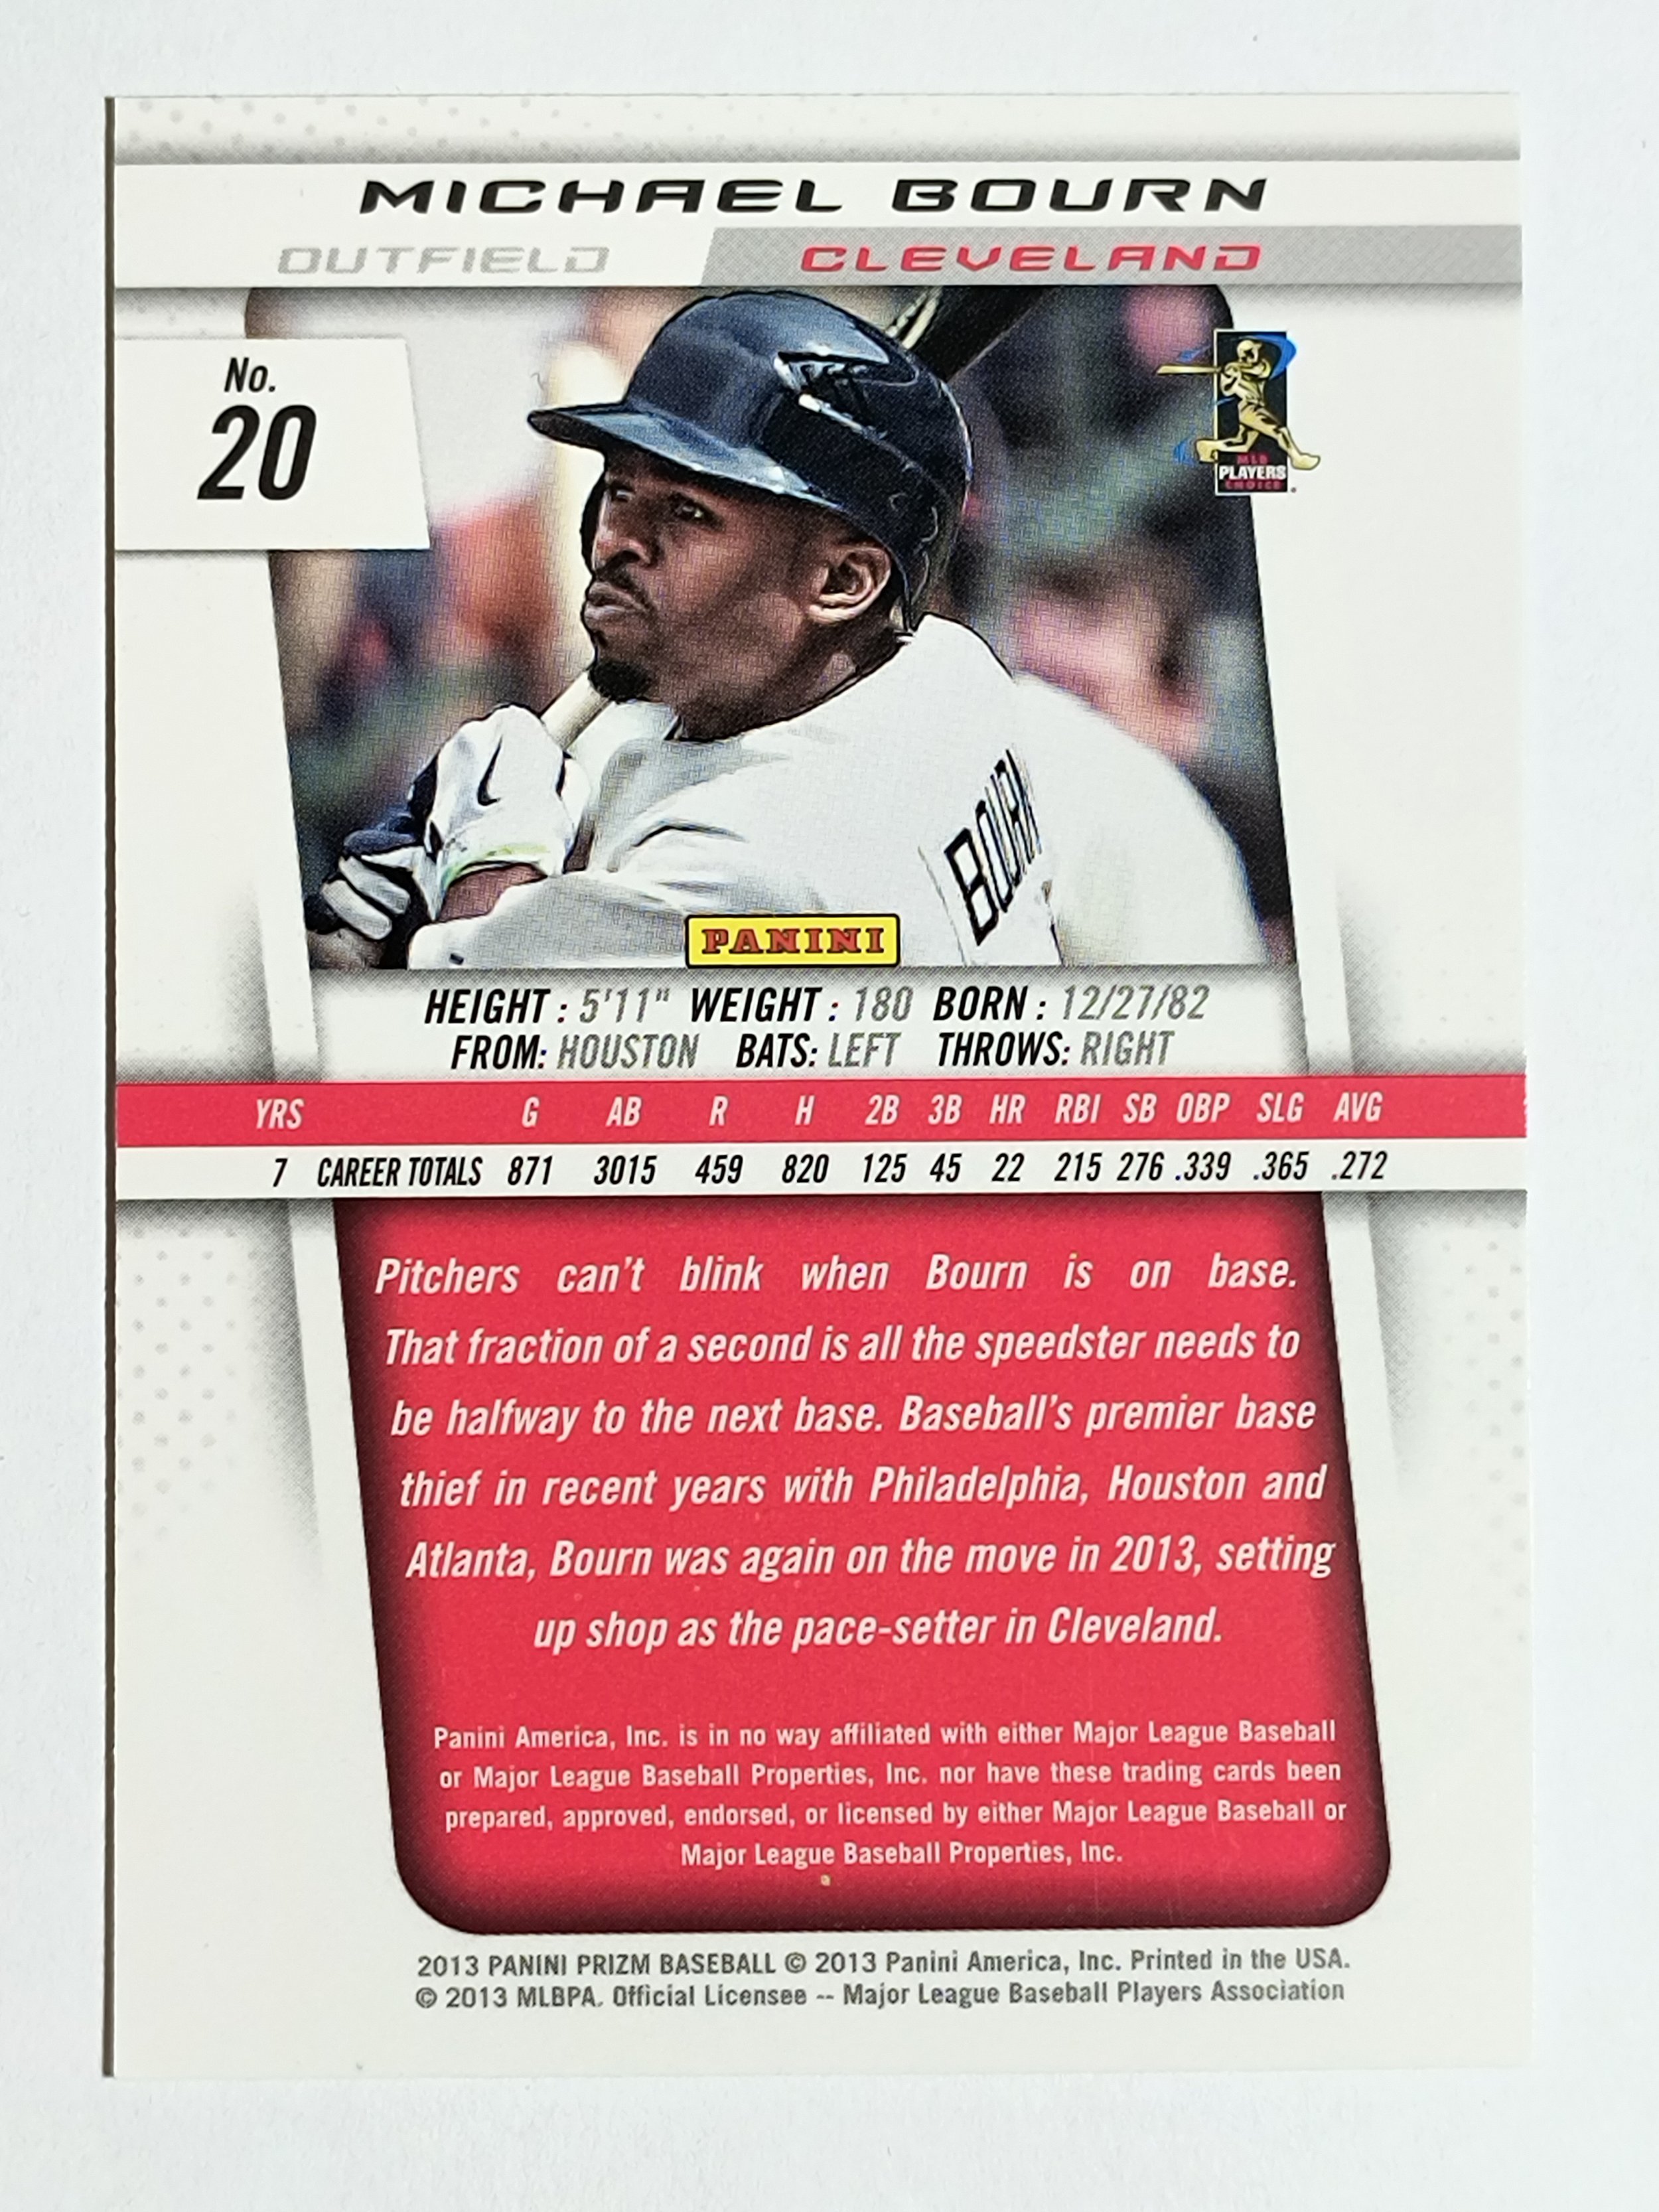 MICHAEL BOURN
OUTFIELD CLEVELAND
No.
20
MLB
PLAYERS
CHOICE
BOURN
PANINI
HEIGHT : 5'11" WEIGHT : 180 BORN : 12/27/82
FROM: HOUSTON BATS: LEFT THROWS: RIGHT
YRS G AB R H 2B 3B HR RBI SB OBP SLG AVG
7 CAREER TOTALS 871 3015 459 820 125 45 22 215 276 .339 .365 .272
Pitchers can't blink when Bourn is on base.
That fraction of a second is all the speedster needs to
be halfway to the next base. Baseball's premier base
thief in recent years with Philadelphia, Houston and
Atlanta, Bourn was again on the move in 2013, setting
up shop as the pace-setter in Cleveland.
Panini America, Inc. is in no way affiliated with either Major League Baseball
or Major League Baseball Properties, Inc. nor have these trading cards been
prepared, approved, endorsed, or licensed by either Major League Baseball or
Major League Baseball Properties, Inc.
2013 PANINI PRIZM BASEBALL © 2013 Panini America, Inc. Printed in the USA.
© 2013 MLBPA. Official Licensee -- Major League Baseball Players Association